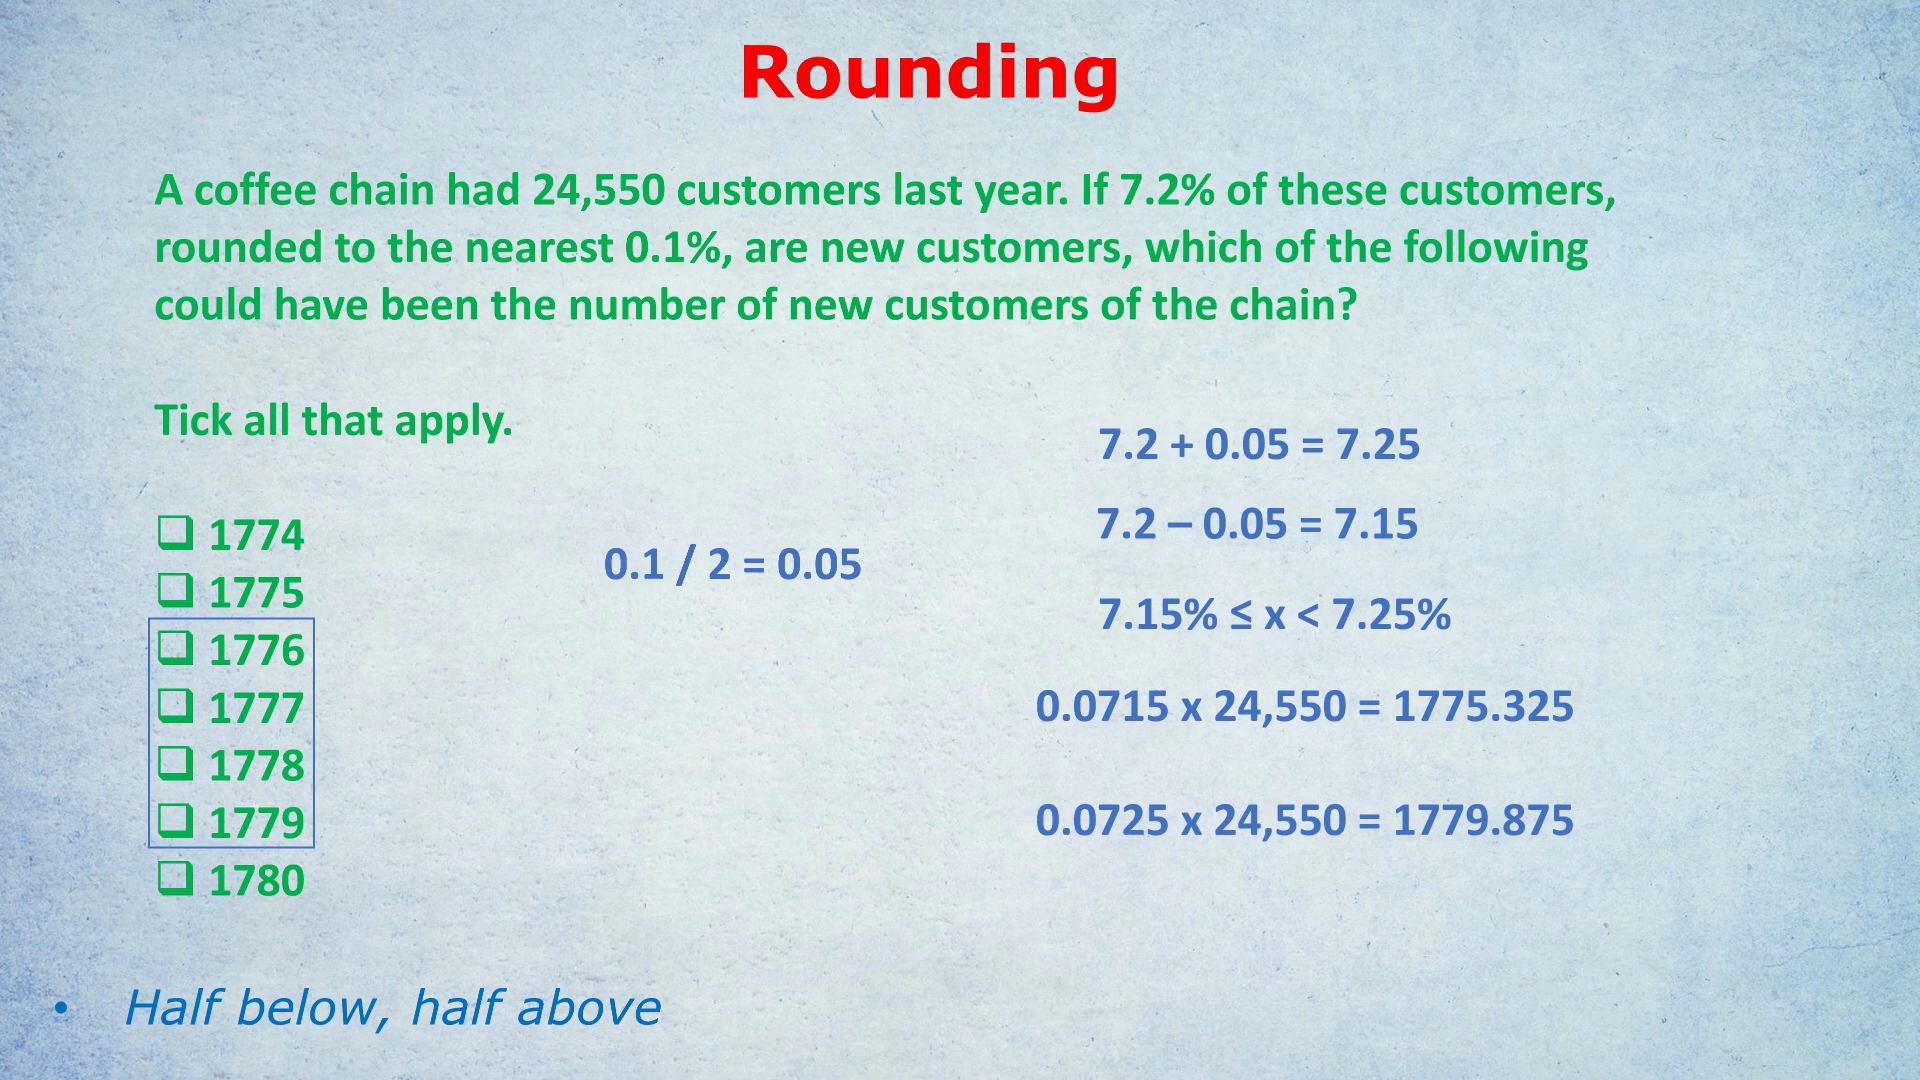 Rounding
A coffee chain had 24,550 customers last year. If 7.2% of these customers,
rounded to the nearest 0.1%, are new customers, which of the following
could have been the number of new customers of the chain?
Tick all that apply.
❑ 1774
❑ 1775
❑ 1776
❑ 1777
❑ 1778
❑ 1779
❑ 1780
0.1 / 2 = 0.05
7.2 + 0.05 = 7.25
7.2 – 0.05 = 7.15
7.15% ≤ x < 7.25%
0.0715 x 24,550 = 1775.325
0.0725 x 24,550 = 1779.875
• Half below, half above